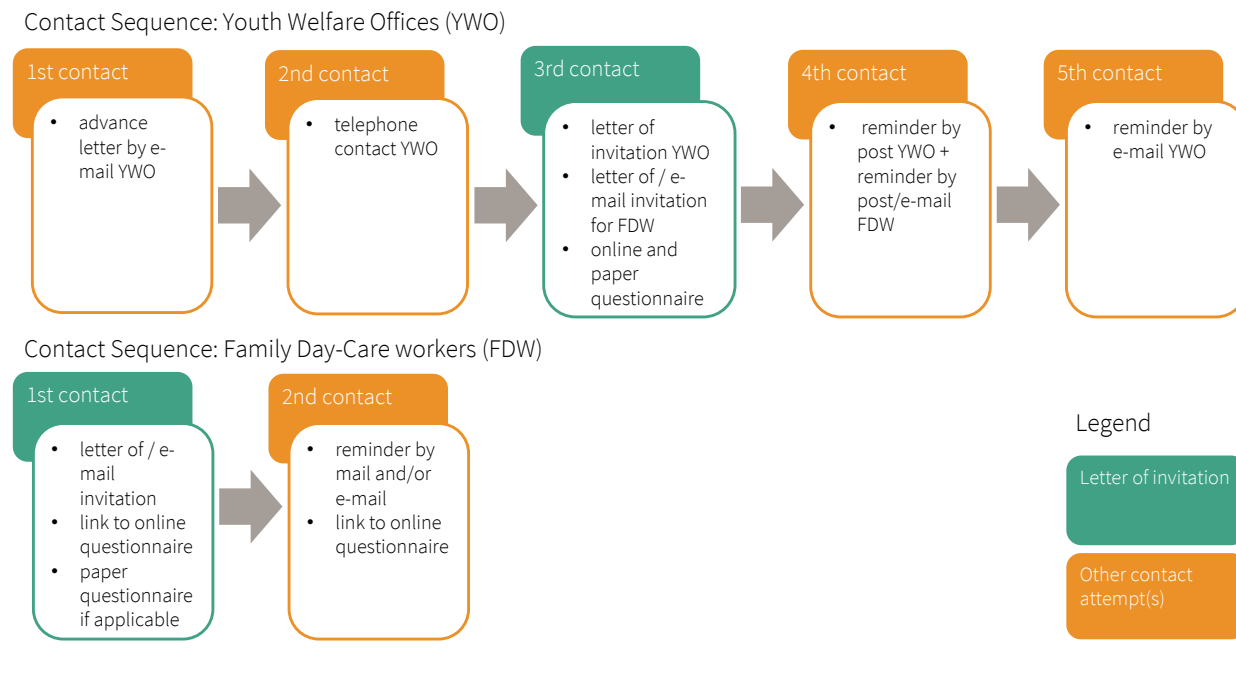 Contact Sequence: Youth Welfare Offices (YWO)
1st contact
• advance
letter by e-
mail YWO
2nd contact
• telephone
contact YWO
3rd contact
• letter of
invitation YWO
• letter of / e-
mail invitation
for FDW
• online and
paper
questionnaire
4th contact
• reminder by
post YWO +
reminder by
post/e-mail
FDW
5th contact
• reminder by
e-mail YWO
Contact Sequence: Family Day-Care workers (FDW)
1st contact
• letter of / e-
mail
invitation
• link to online
questionnaire
• paper
questionnaire
if applicable
2nd contact
• reminder by
mail and/or
e-mail
• link to online
questionnaire
Legend
Letter of invitation
Other contact
attempt(s)